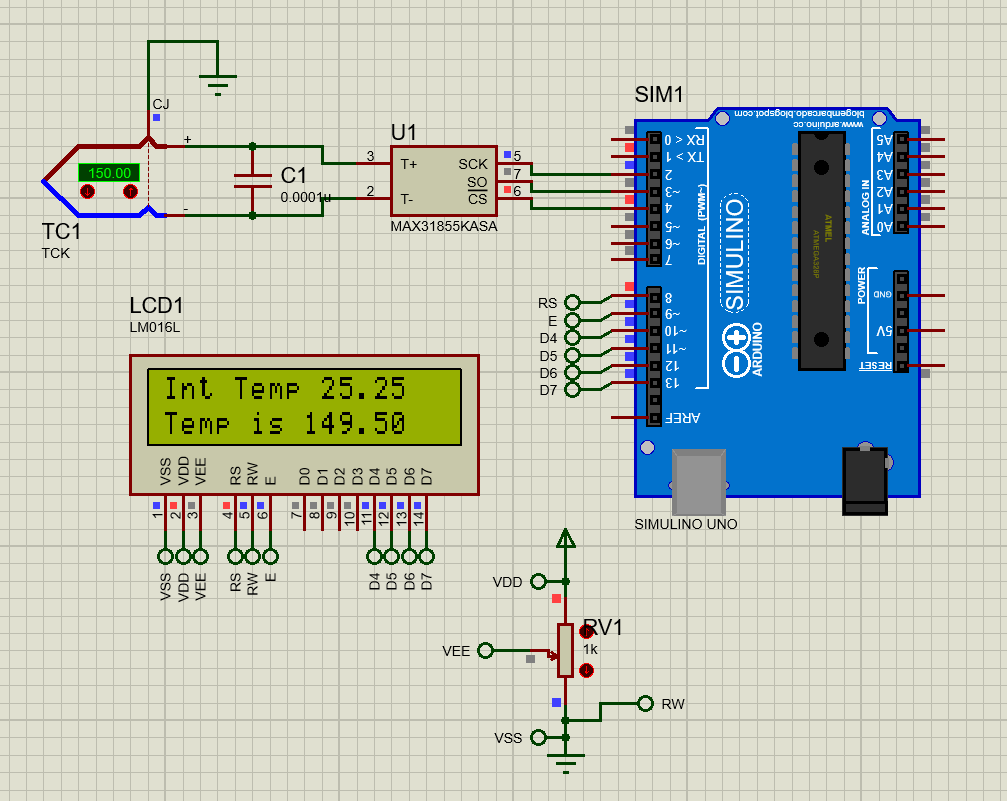 CJ
+
150.00
-
TC1
TCK
C1
0.0001u
U1
3
T+
2
T-
SCK
5
SO
7
CS
6
MAX31855KASA
SIM1
blogembarcado.blogspot.com
www.arduino.cc
RX < 0
TX > 1
2
~3
4
~5
~6
7
DIGITAL (PWM~)
8
~9
~10
~11
12
13
AREF
SIMULINO
ARDUINO
ATMEL
ATMEGA328P
A5
A4
A3
A2
A1
A0
ANALOG IN
POWER
GND
5V
RESET
SIMULINO UNO
RS
E
D4
D5
D6
D7
LCD1
LM016L
Int Temp 25.25
Temp is 149.50
VSS
VDD
VEE
RS
RW
E
D0
D1
D2
D3
D4
D5
D6
D7
1
2
3
4
5
6
7
8
9
10
11
12
13
14
VSS
VDD
VEE
RS
RW
E
D4
D5
D6
D7
VDD
RV1
1k
VEE
RW
VSS